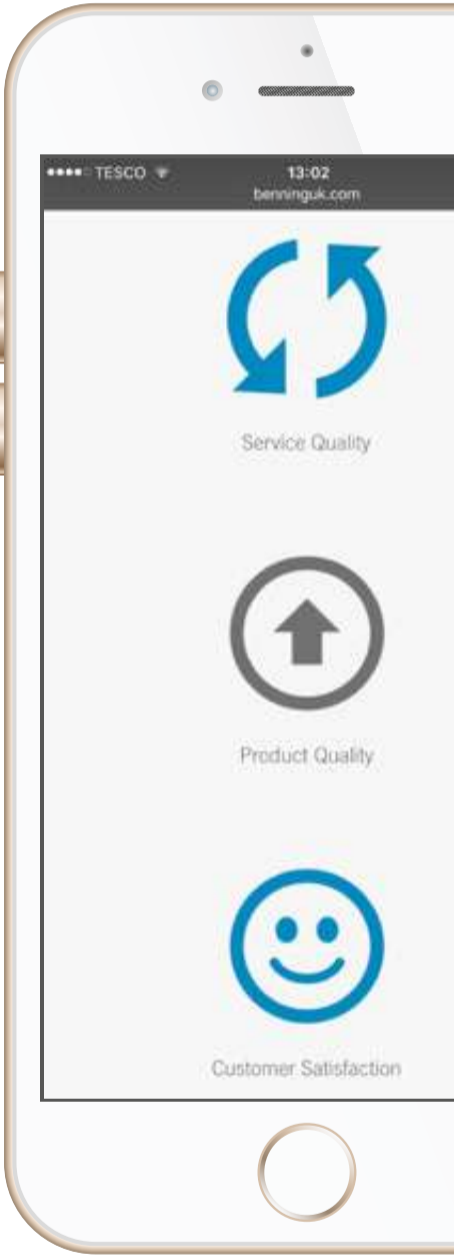 TESCO
13:02
benninguk.com
Service Quality
Product Quality
Customer Satisfaction